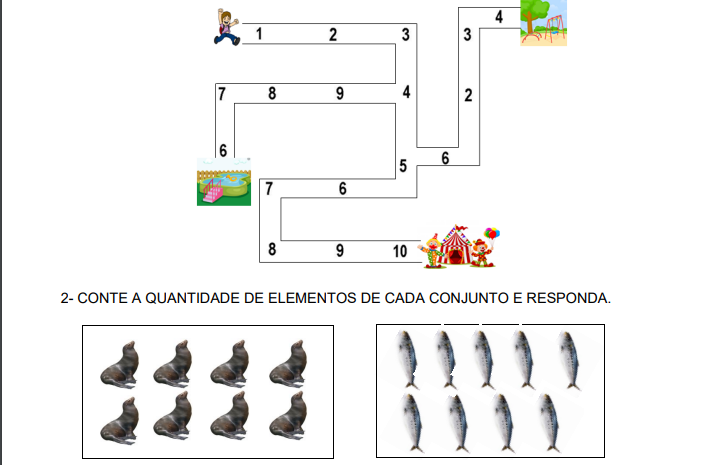 4
1 2 3 3
7 8 9 4 2
6 5 6
7 6
8 9 10
2- CONTE A QUANTIDADE DE ELEMENTOS DE CADA CONJUNTO E RESPONDA.